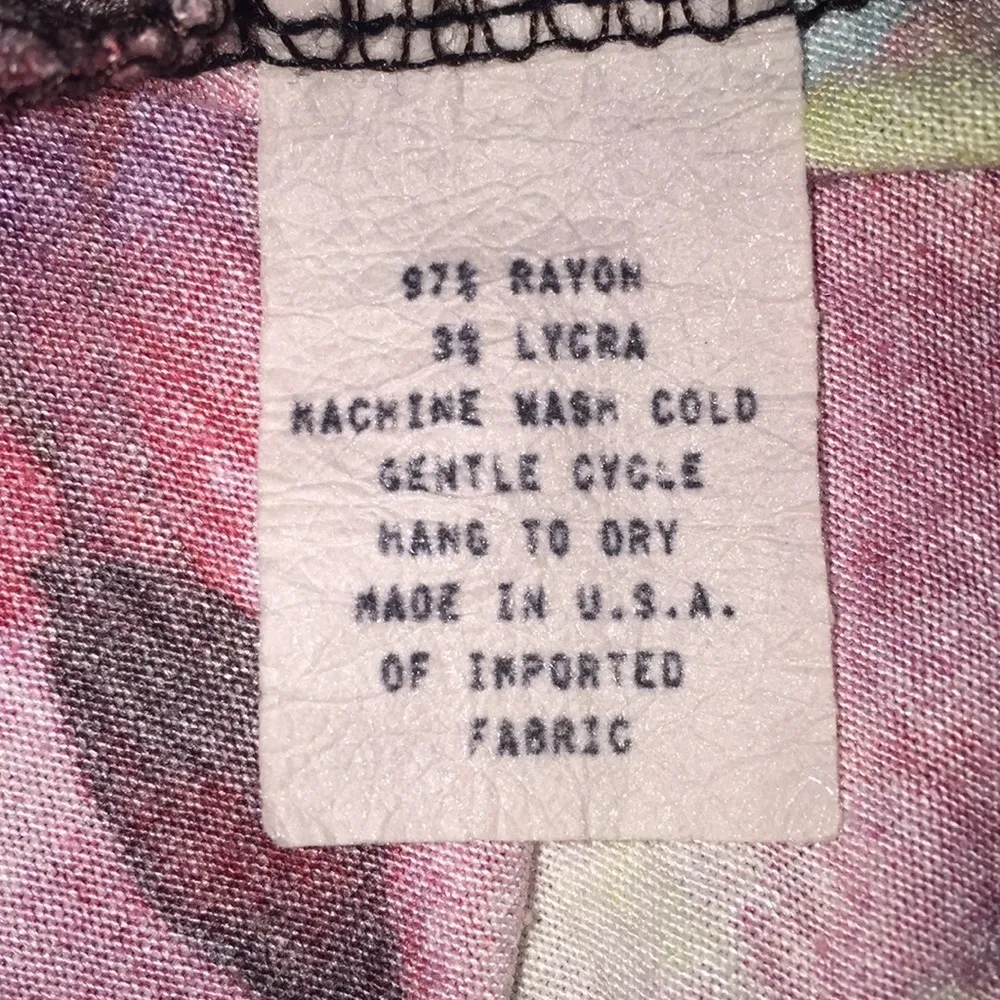 97% RAYON
3% LYCRA
MACHINE WASH COLD
GENTLE CYCLE
HANG TO DRY
MADE IN U.S.A.
OF IMPORTED
FABRIC